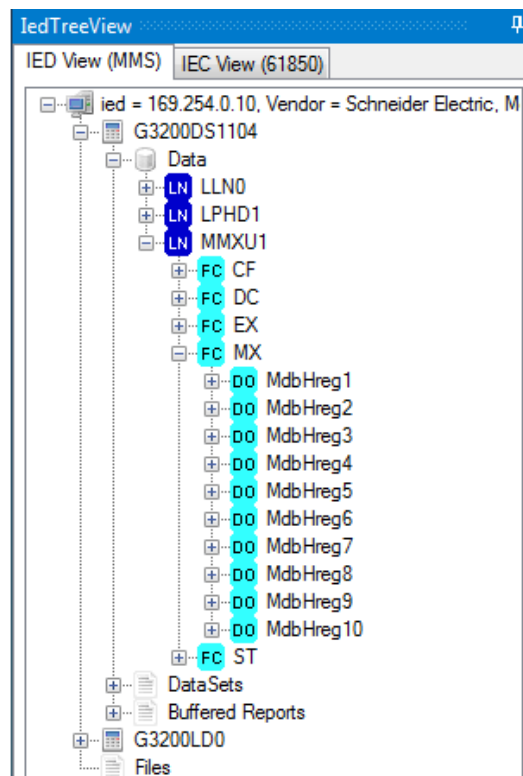 IedTreeView
IED View (MMS) IEC View (61850)
ied = 169.254.0.10, Vendor = Schneider Electric, M
G3200DS1104
Data
LN LLN0
LN LPHD1
LN MMXU1
FC CF
FC DC
FC EX
FC MX
DO MdbHreg1
DO MdbHreg2
DO MdbHreg3
DO MdbHreg4
DO MdbHreg5
DO MdbHreg6
DO MdbHreg7
DO MdbHreg8
DO MdbHreg9
DO MdbHreg10
FC ST
DataSets
Buffered Reports
G3200LD0
Files